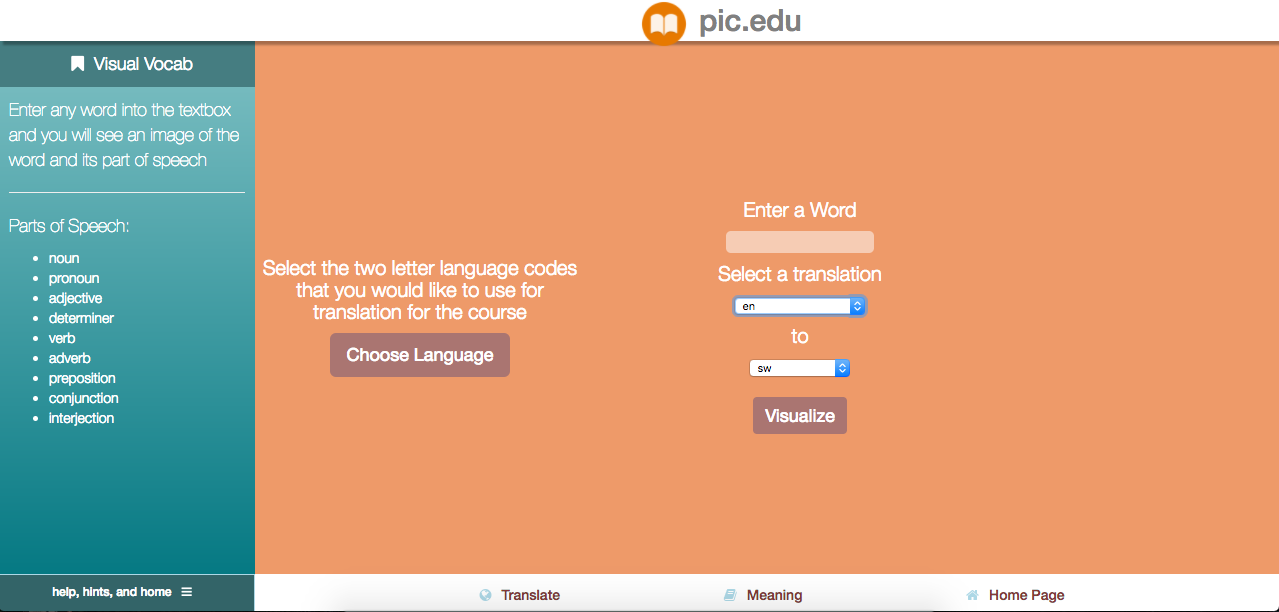 pic.edu
Visual Vocab
Enter any word into the textbox
and you will see an image of the
word and its part of speech
Parts of Speech:
noun
pronoun
adjective
determiner
verb
adverb
preposition
conjunction
interjection
help, hints, and home
Select the two letter language codes
that you would like to use for
translation for the course
Choose Language
Enter a Word
Select a translation
en
to
sw
Visualize
Translate
Meaning
Home Page